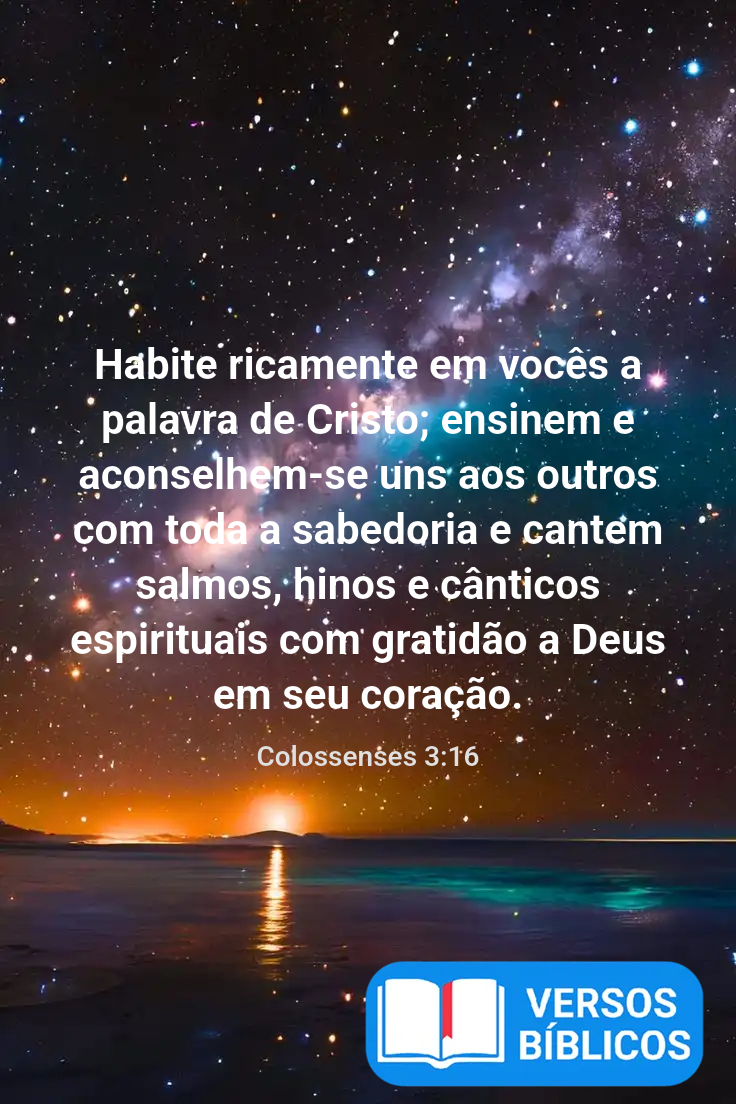 Habite ricamente em vocês a
palavra de Cristo; ensinem e
aconselhem-se uns aos outros
com toda a sabedoria e cantem
salmos, hinos e cânticos
espirituais com gratidão a Deus
em seu coração.
Colossenses 3:16
VERSOS
BÍBLICOS